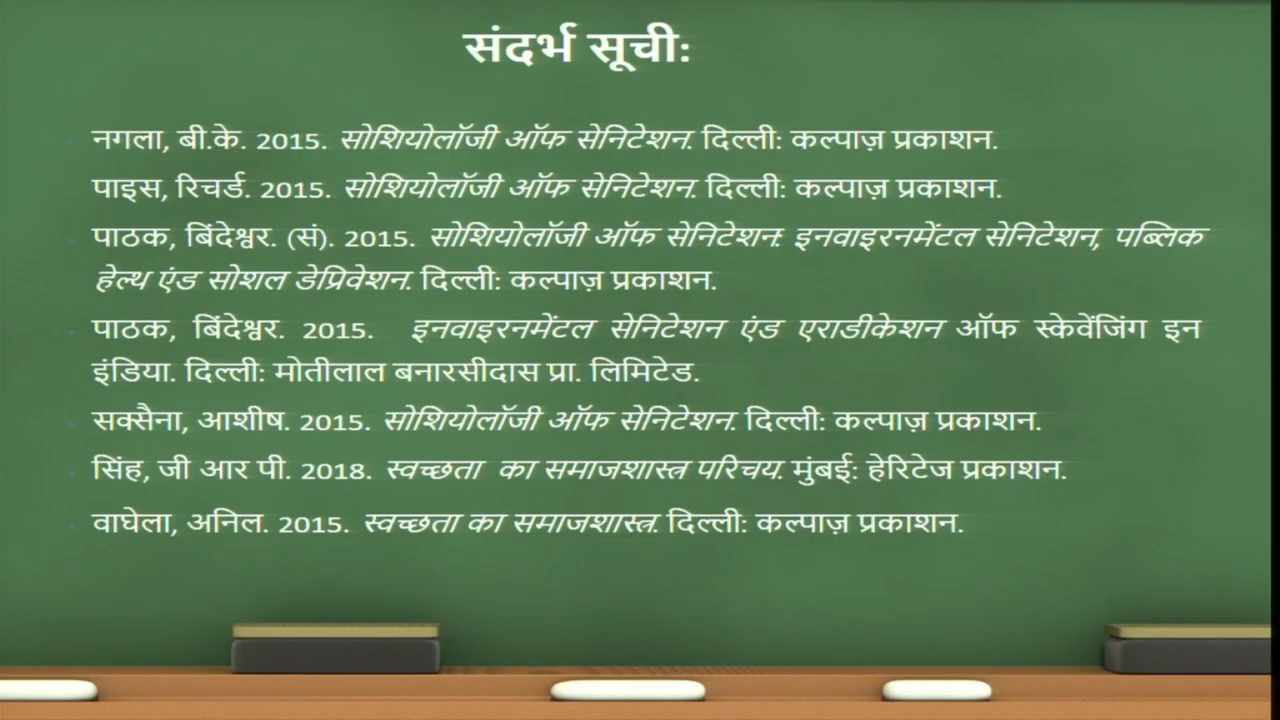 संदर्भ सूची:
नगला, बी.के. 2015. सोशियोलॉजी ऑफ सेनिटेशन. दिल्ली: कल्पाज़ प्रकाशन.
पाइस, रिचर्ड. 2015. सोशियोलॉजी ऑफ सेनिटेशन. दिल्ली: कल्पाज़ प्रकाशन.
पाठक, बिंदेश्वर. (सं). 2015. सोशियोलॉजी ऑफ सेनिटेशन: इनवाइरनमेंटल सेनिटेशन, पब्लिक
हेल्थ एंड सोशल डेप्रिवेशन. दिल्ली: कल्पाज़ प्रकाशन.
पाठक, बिंदेश्वर. 2015. इनवाइरनमेंटल सेनिटेशन एंड एराडीकेशन ऑफ स्केवेंजिंग इन
इंडिया. दिल्ली: मोतीलाल बनारसीदास प्रा. लिमिटेड.
सक्सैना, आशीष. 2015. सोशियोलॉजी ऑफ सेनिटेशन. दिल्ली: कल्पाज़ प्रकाशन.
सिंह, जी आर पी. 2018. स्वच्छता का समाजशास्त्र परिचय. मुंबई: हेरिटेज प्रकाशन.
वाघेला, अनिल. 2015. स्वच्छता का समाजशास्त्र. दिल्ली: कल्पाज़ प्रकाशन.